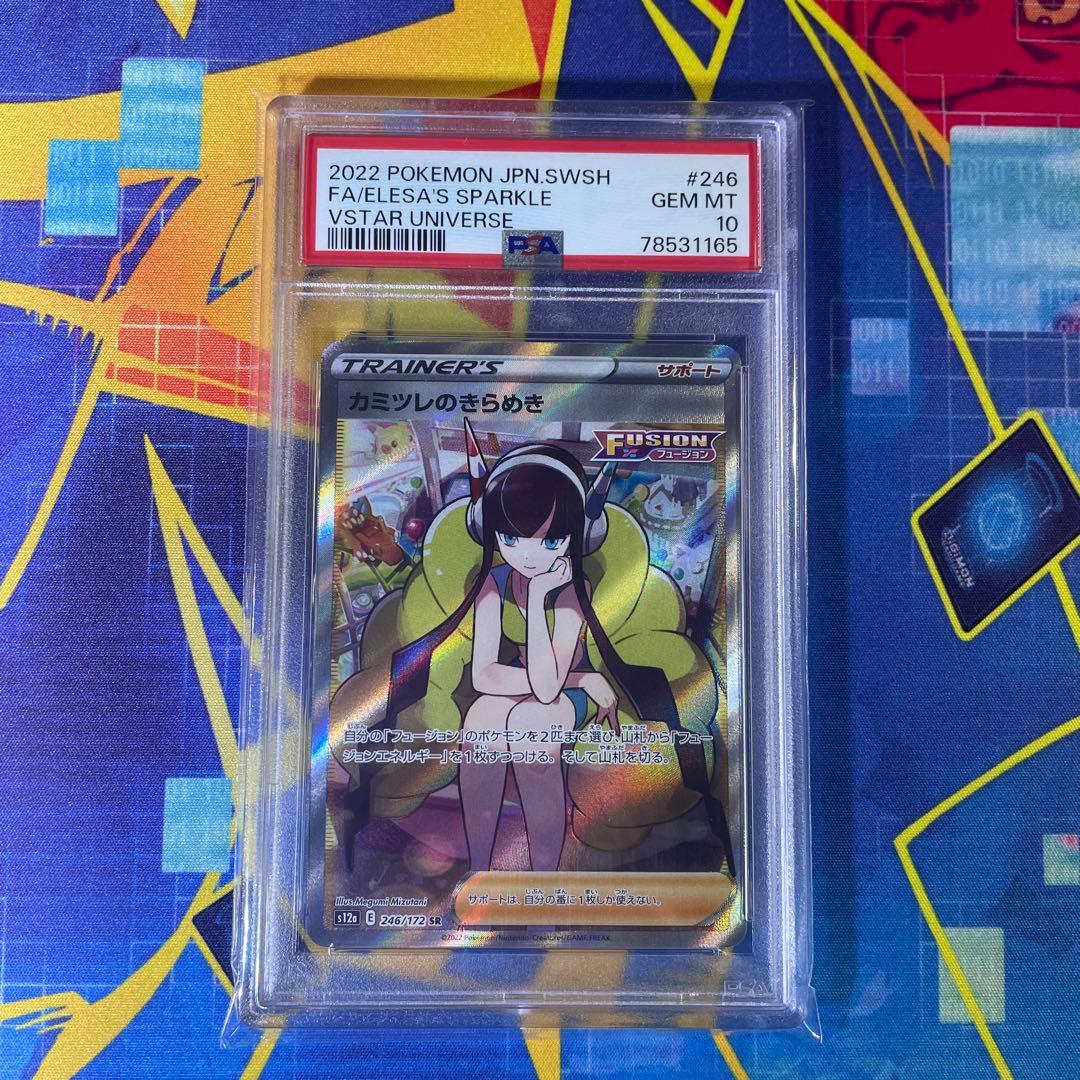 2022 POKEMON JPN.SWSH #246
FA/ELESA'S SPARKLE GEM MT
VSTAR UNIVERSE 10
PSA 78531165
TRAINER'S サポート
カミツレのきらめき
FUSION
フュージョン
自分の「フュージョン」のポケモンを2匹まで選び、山札から「フュー
ジョンエネルギー」を1枚ずつつける。そして山札を切る。
サポートは、自分の番に1枚しか使えない。
Illus. Megumi Mizutani
s12a E 246/172 SR
©2022 Pokémon/Nintendo/Creatures/GAME FREAK.
PSA
DIGIMON